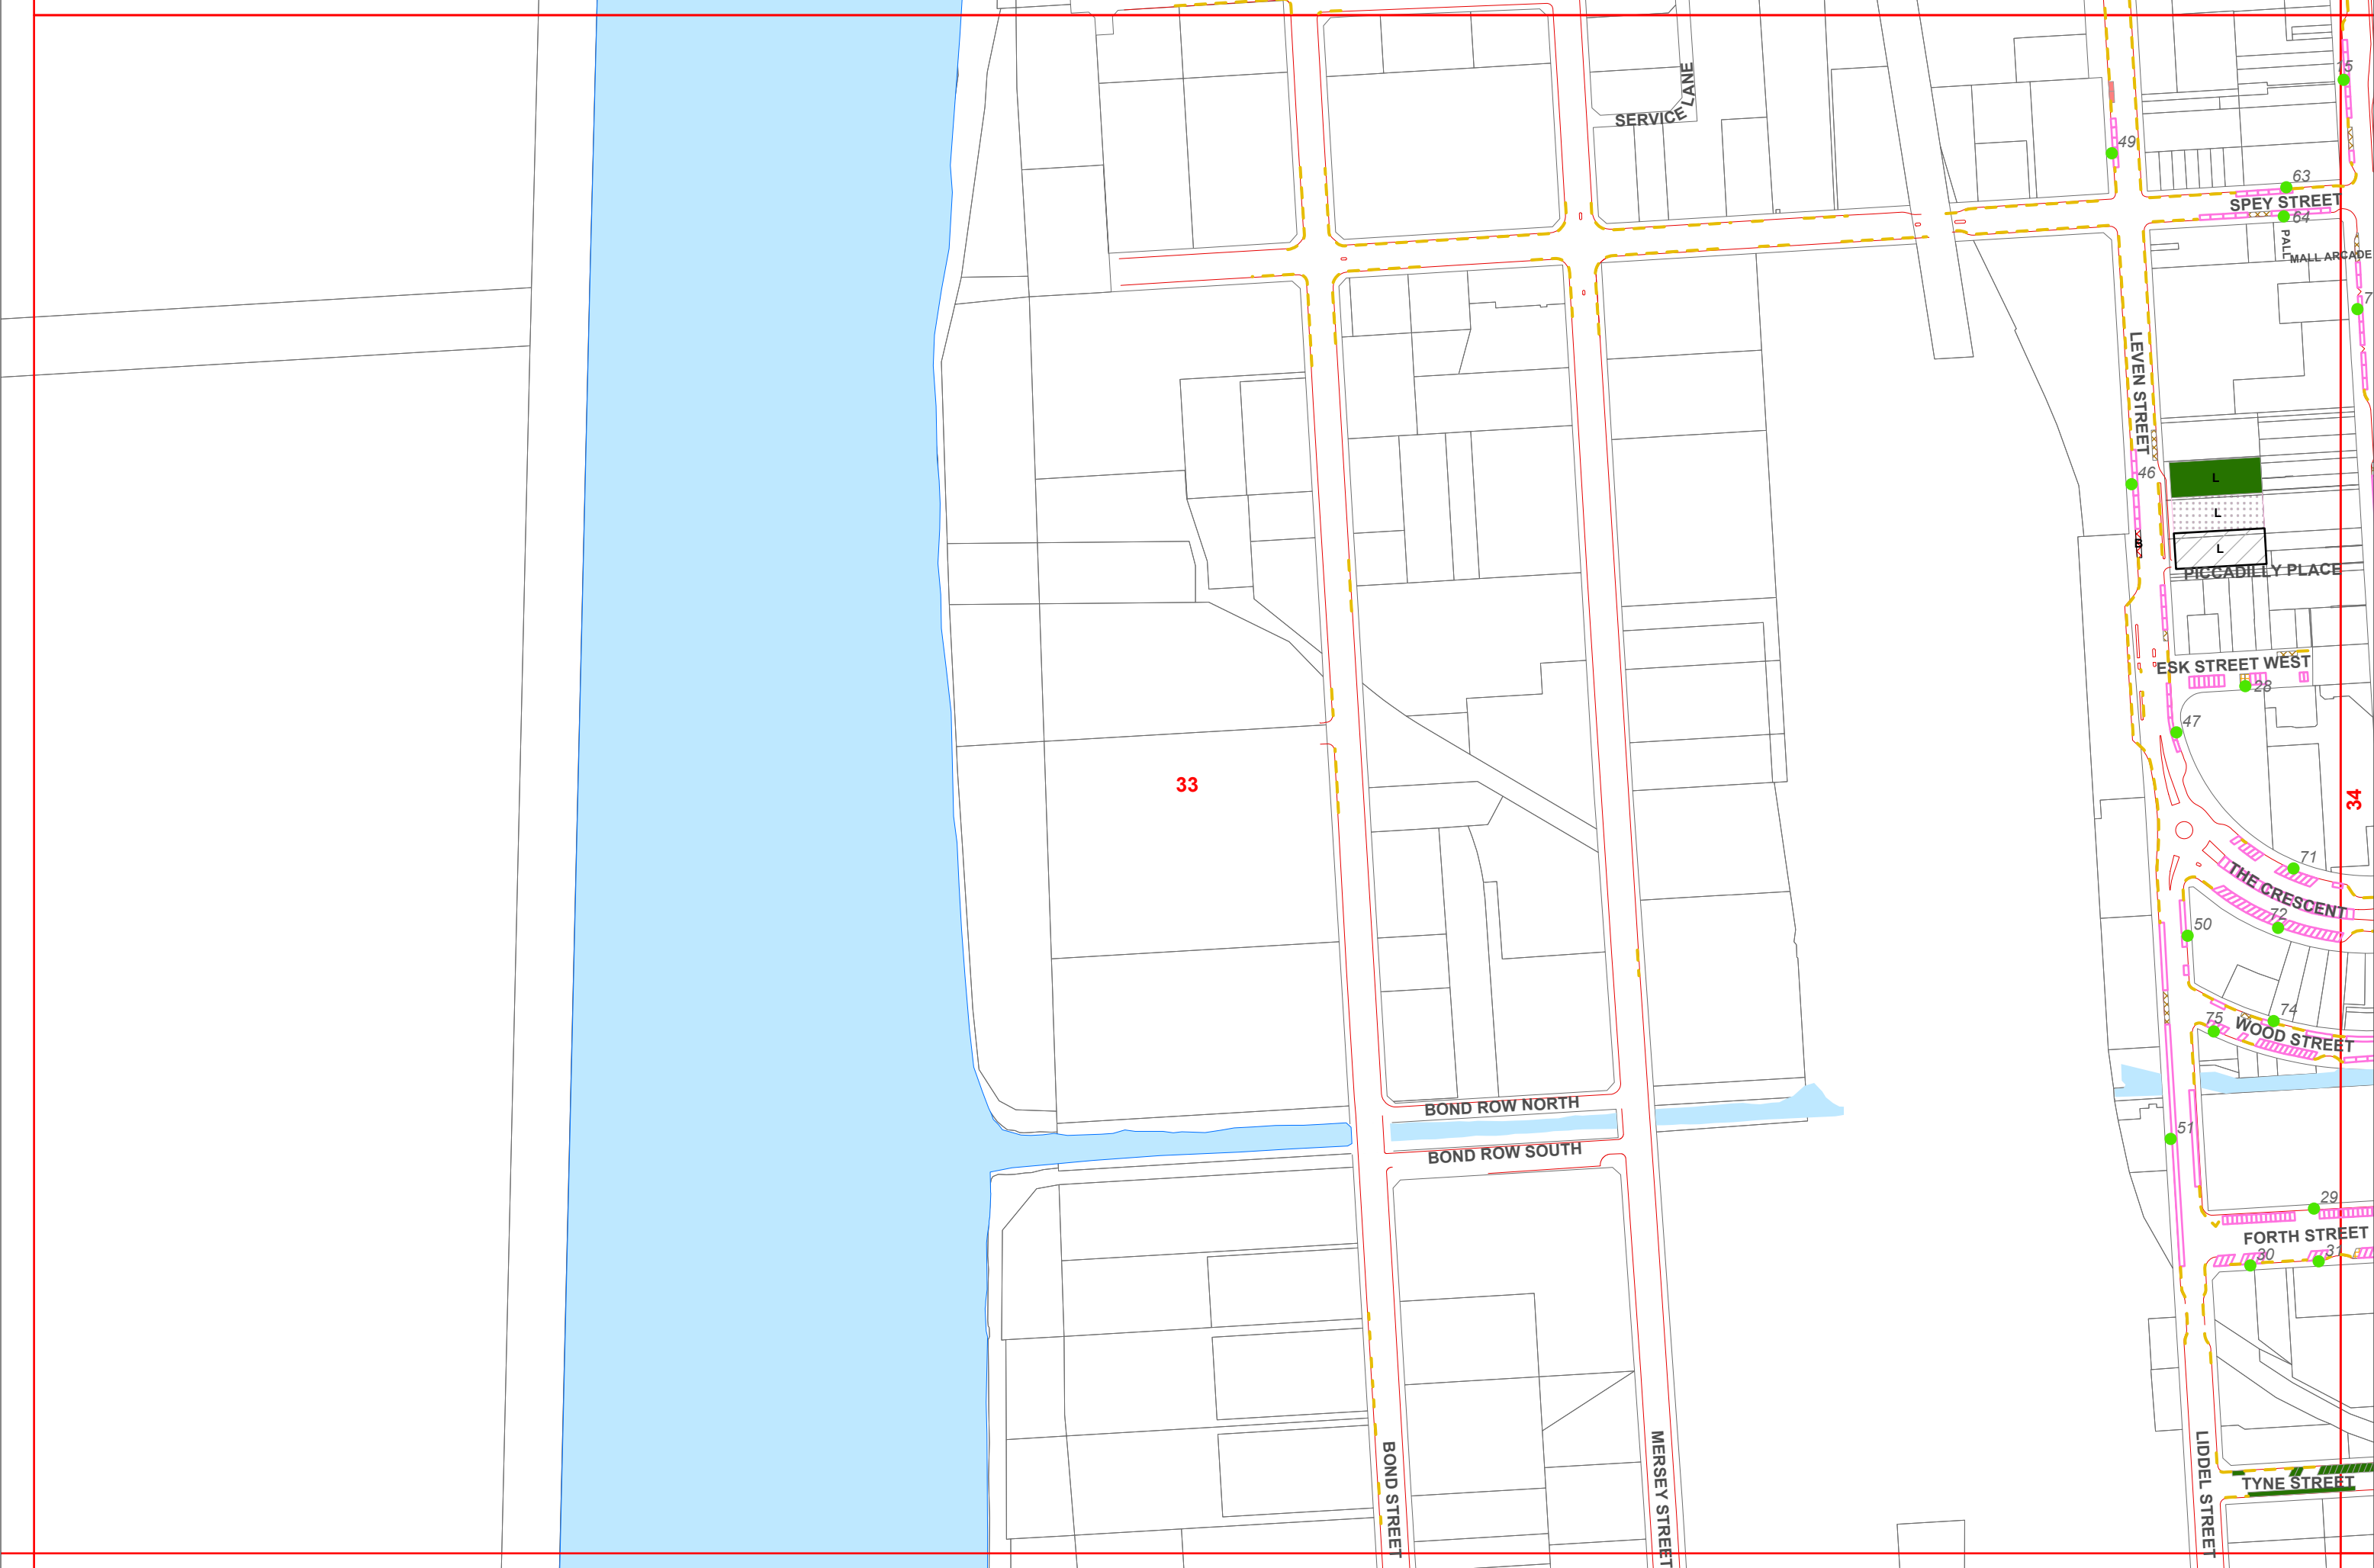 15
SERVICE LANE
49
63
SPEY STREET
64
PALL
MALL ARCADE
7
LEVEN STREET
46
L
L
B
L
PICCADILLY PLACE
ESK STREET WEST
28
47
33
34
71
THE CRESCENT
72
50
74
75
WOOD STREET
BOND ROW NORTH
51
BOND ROW SOUTH
29
FORTH STREET
30
31
BOND STREET
MERSEY STREET
LIDDEL STREET
TYNE STREET